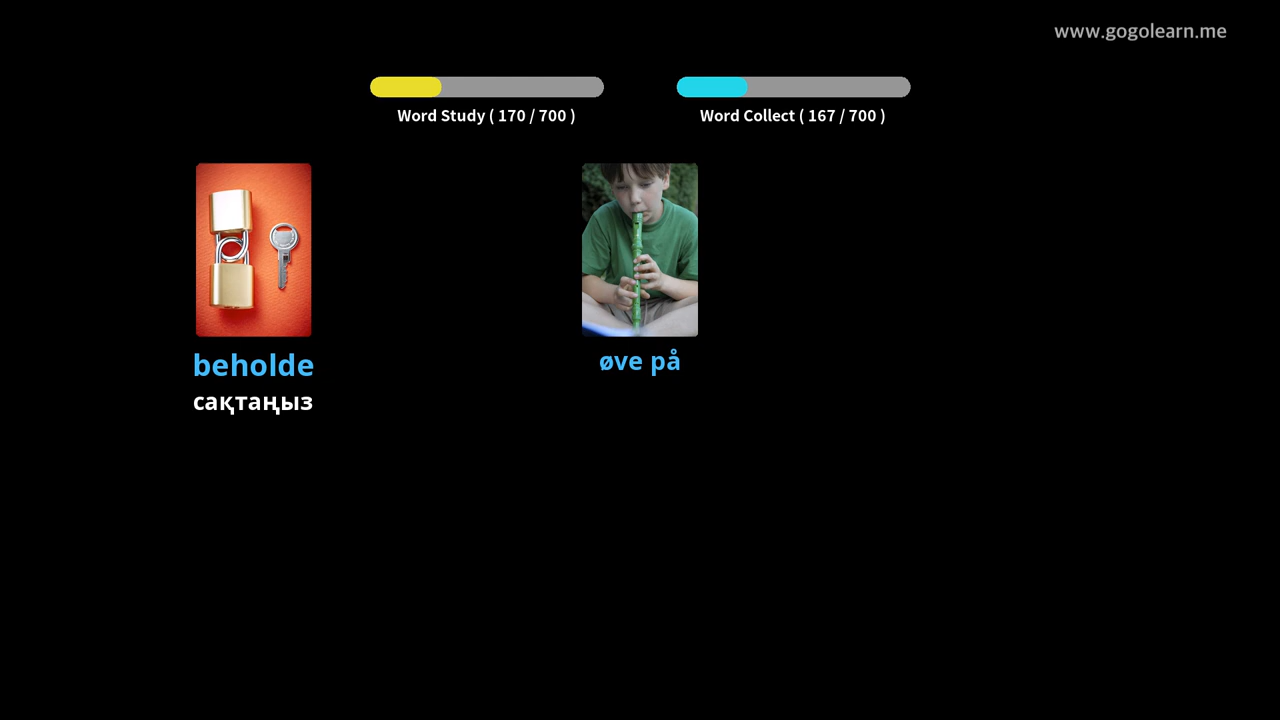 www.gogolearn.me
Word Study ( 170 / 700 )
Word Collect ( 167 / 700 )
beholde
сақтаңыз
øve på